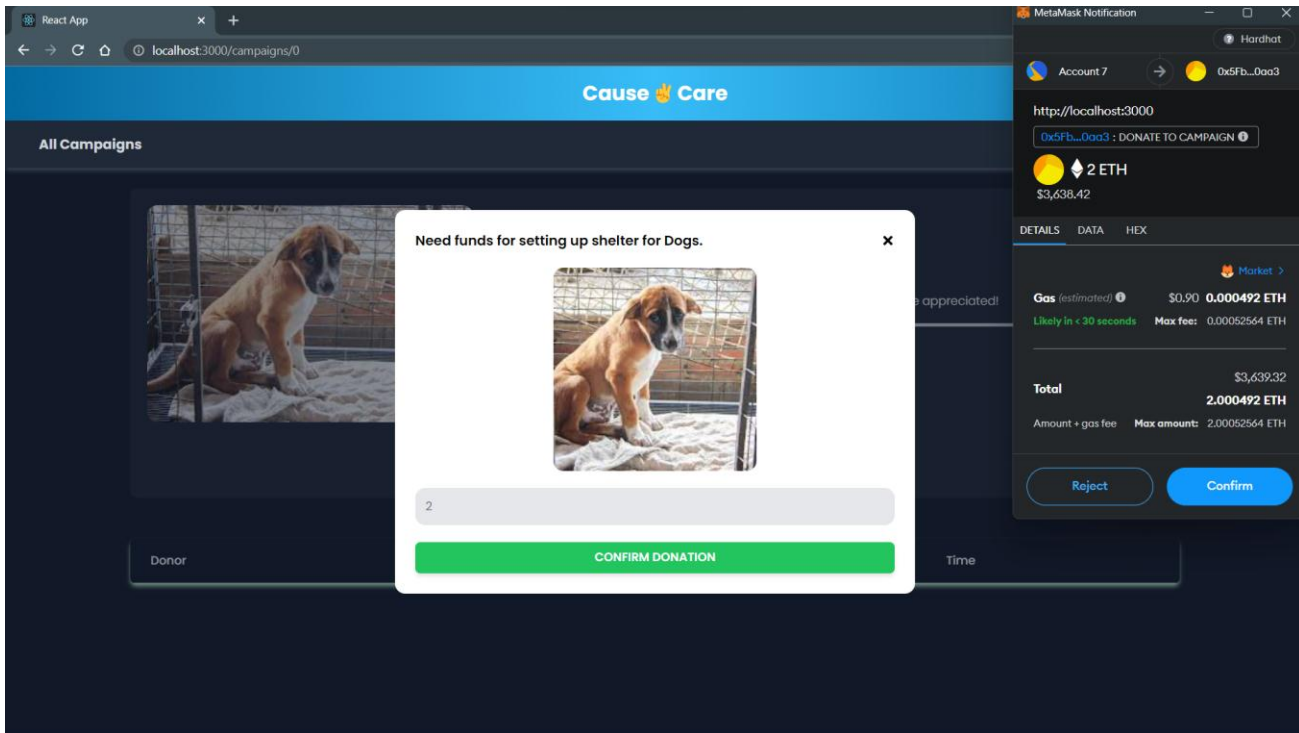 React App
localhost:3000/campaigns/0
Cause ✌ Care
All Campaigns
e appreciated!
Need funds for setting up shelter for Dogs.
2
CONFIRM DONATION
Donor
Time
MetaMask Notification
Hardhat
Account 7
0x5Fb...0aa3
http://localhost:3000
0x5Fb...0aa3 : DONATE TO CAMPAIGN
2 ETH
$3,638.42
DETAILS DATA HEX
Market >
Gas (estimated) $0.90 0.000492 ETH
Likely in < 30 seconds Max fee: 0.00052564 ETH
$3,639.32
Total
2.000492 ETH
Amount + gas fee Max amount: 2.00052564 ETH
Reject Confirm